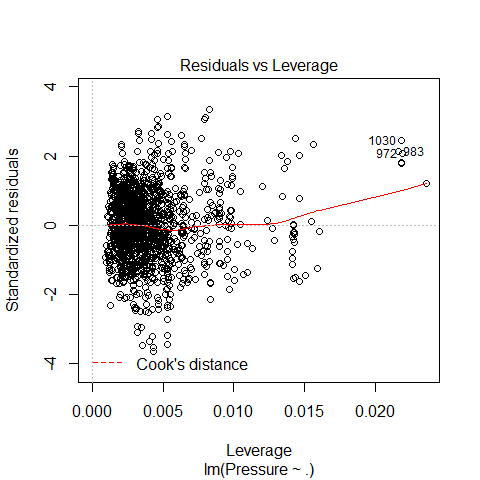 Residuals vs Leverage
Standardized residuals
4
2
0
-2
-4
1030
972
983
Cook's distance
0.000 0.005 0.010 0.015 0.020
Leverage
lm(Pressure ~ .)